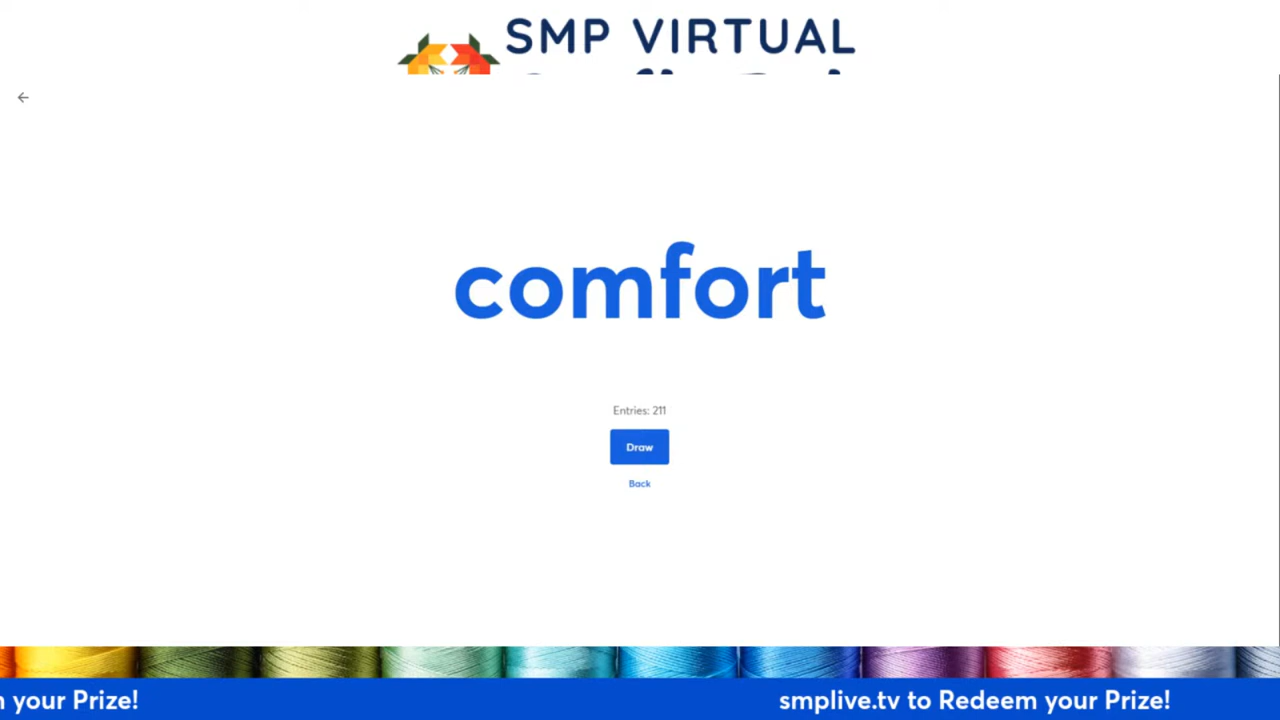 SMP VIRTUAL
comfort
Entries: 211
Draw
Back
your Prize!
smplive.tv to Redeem your Prize!